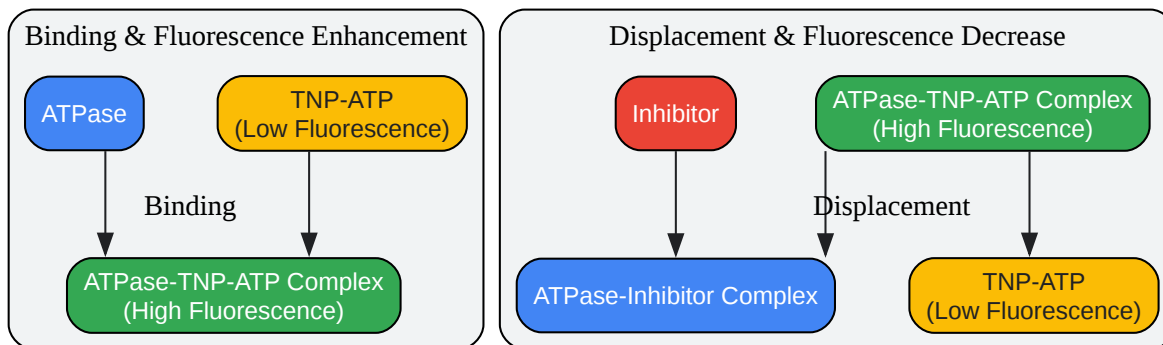 Binding & Fluorescence Enhancement
ATPase
TNP-ATP
(Low Fluorescence)
Binding
ATPase-TNP-ATP Complex
(High Fluorescence)
Displacement & Fluorescence Decrease
Inhibitor
ATPase-TNP-ATP Complex
(High Fluorescence)
Displacement
ATPase-Inhibitor Complex
TNP-ATP
(Low Fluorescence)